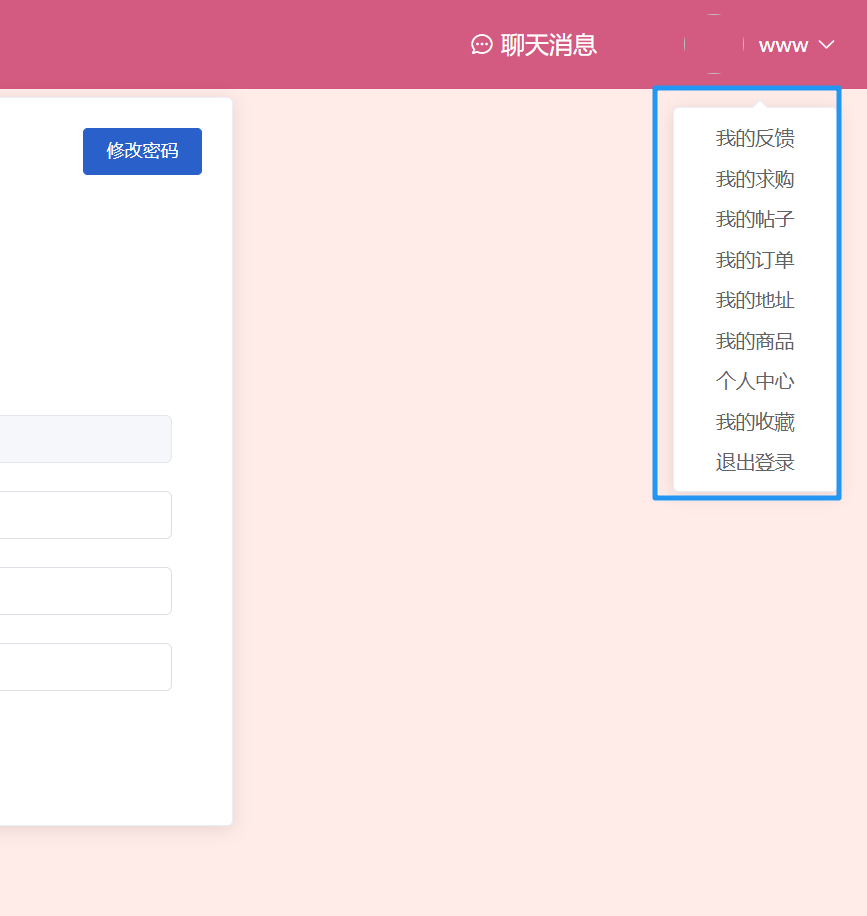 聊天消息
www
修改密码
我的反馈
我的求购
我的帖子
我的订单
我的地址
我的商品
个人中心
我的收藏
退出登录